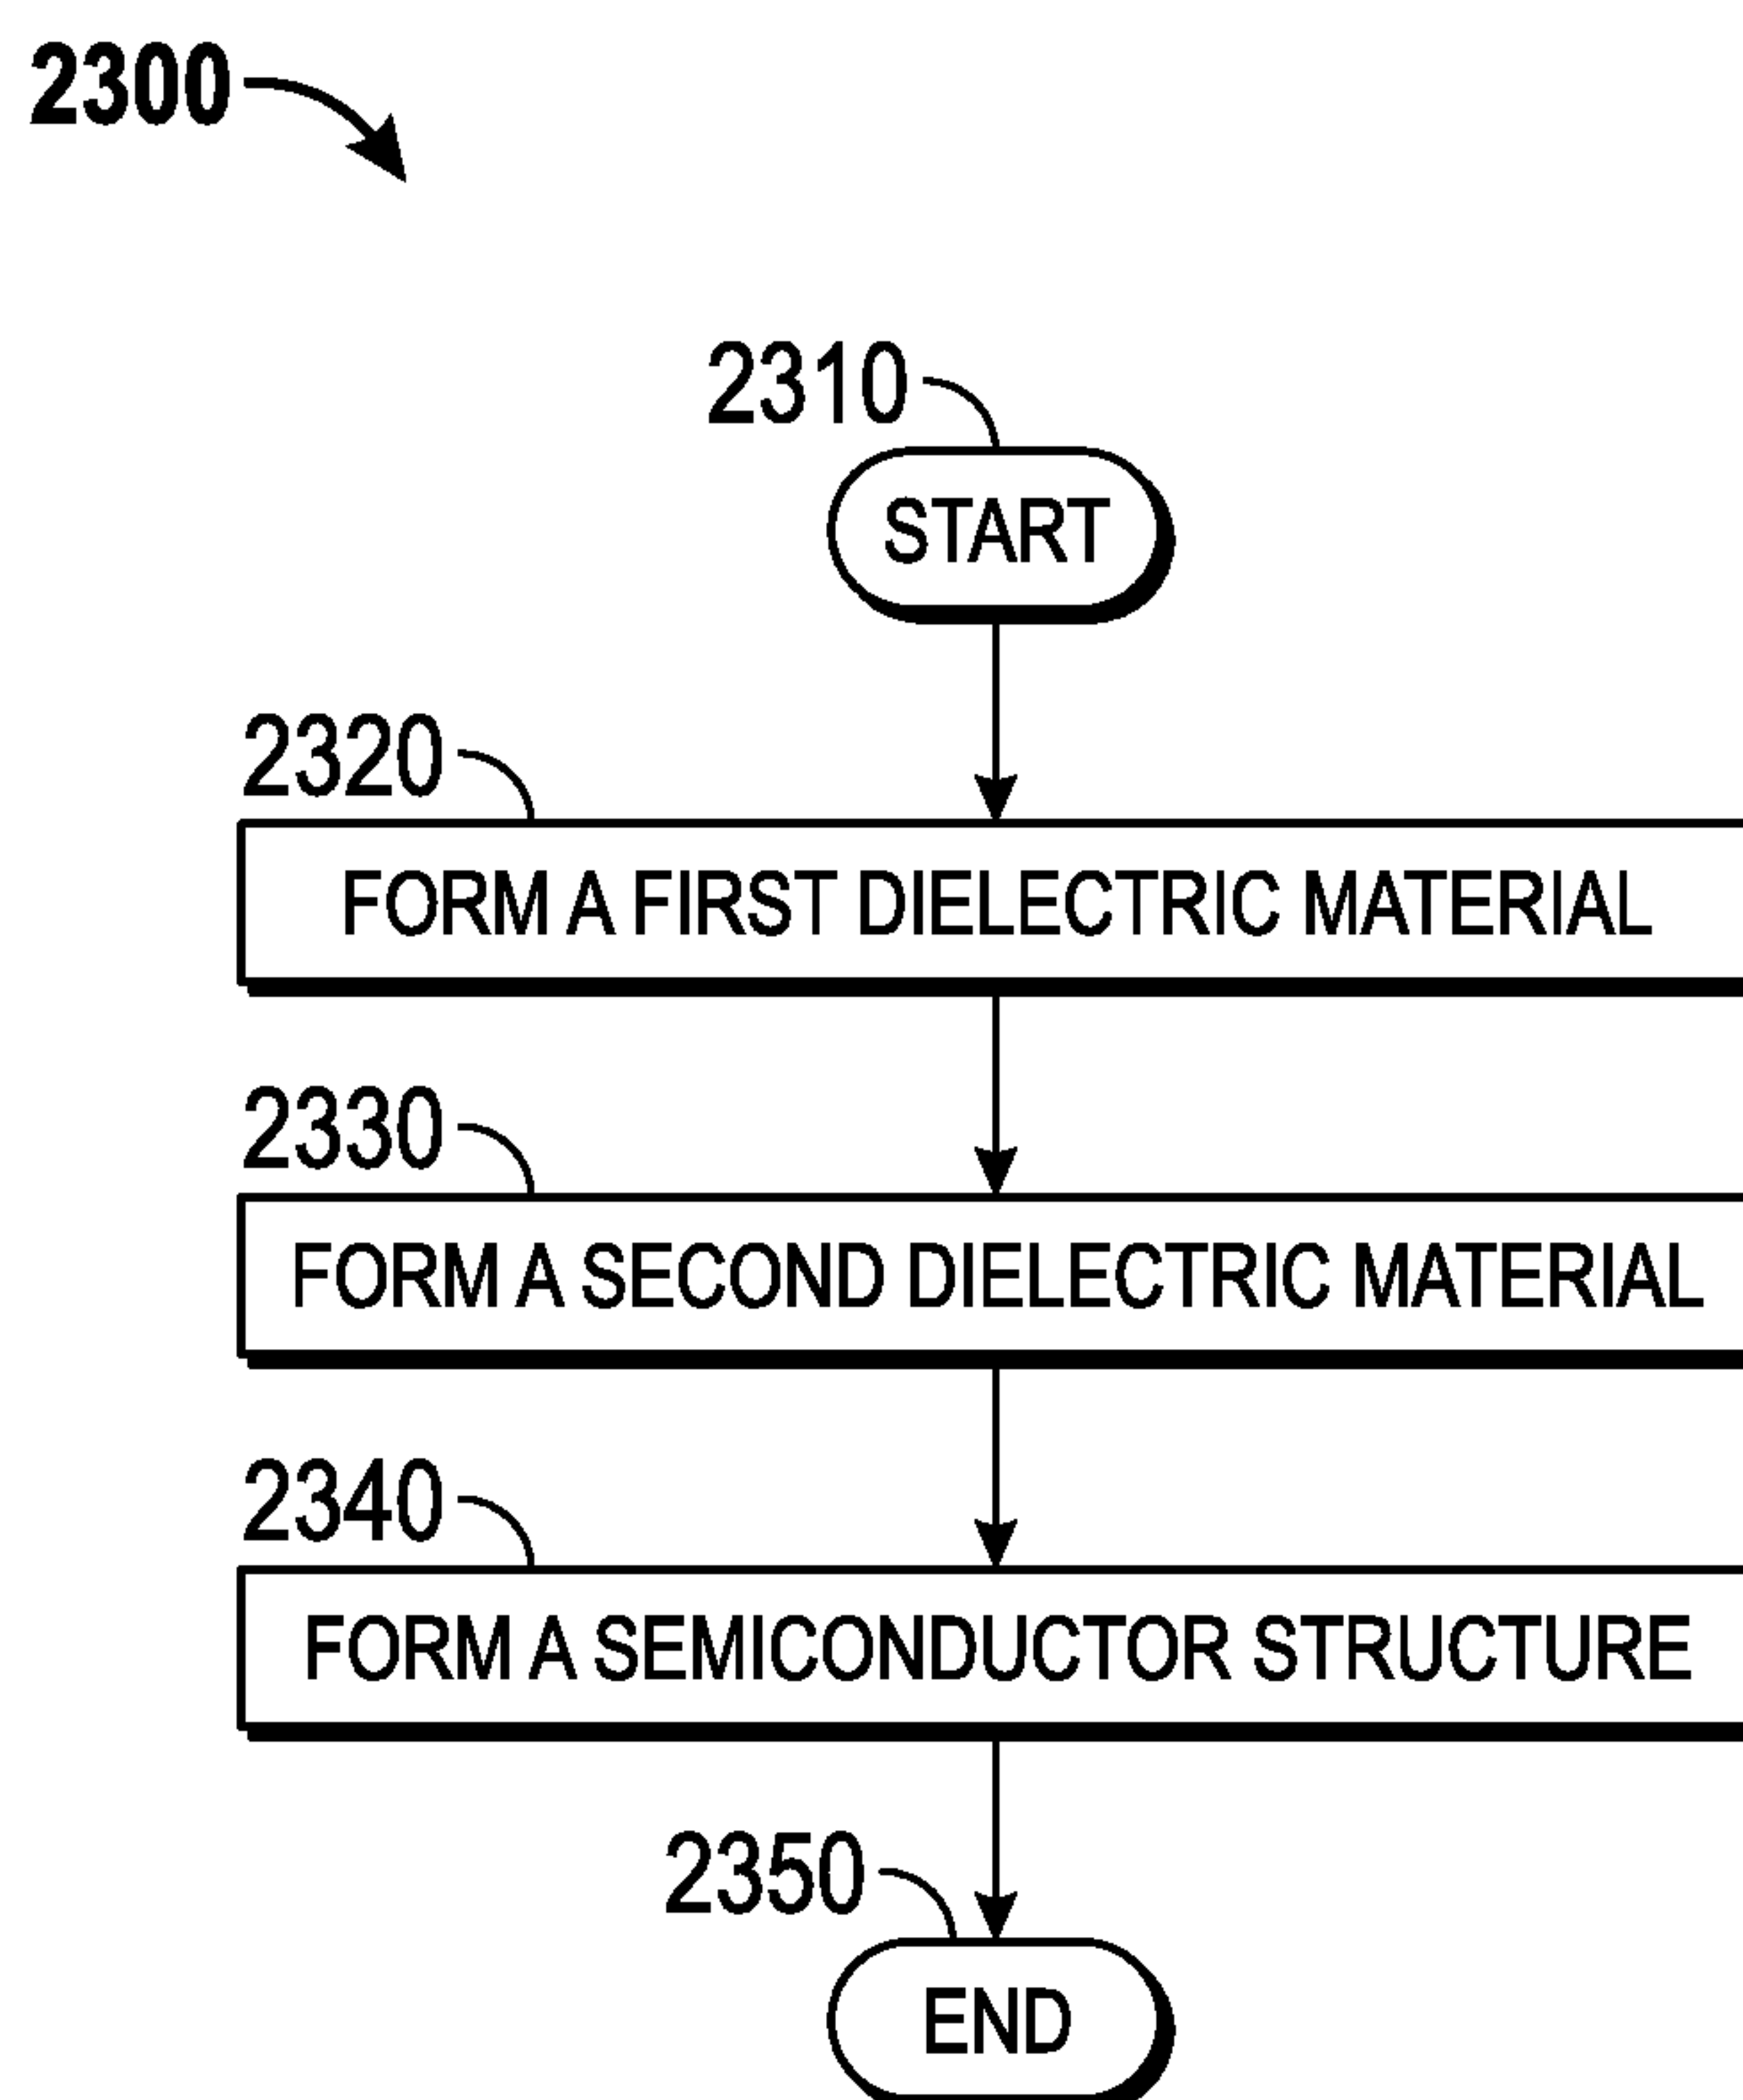 2300
2310
START
2320
FORM A FIRST DIELECTRIC MATERIAL
2330
FORM A SECOND DIELECTRIC MATERIAL
2340
FORM A SEMICONDUCTOR STRUCTURE
2350
END